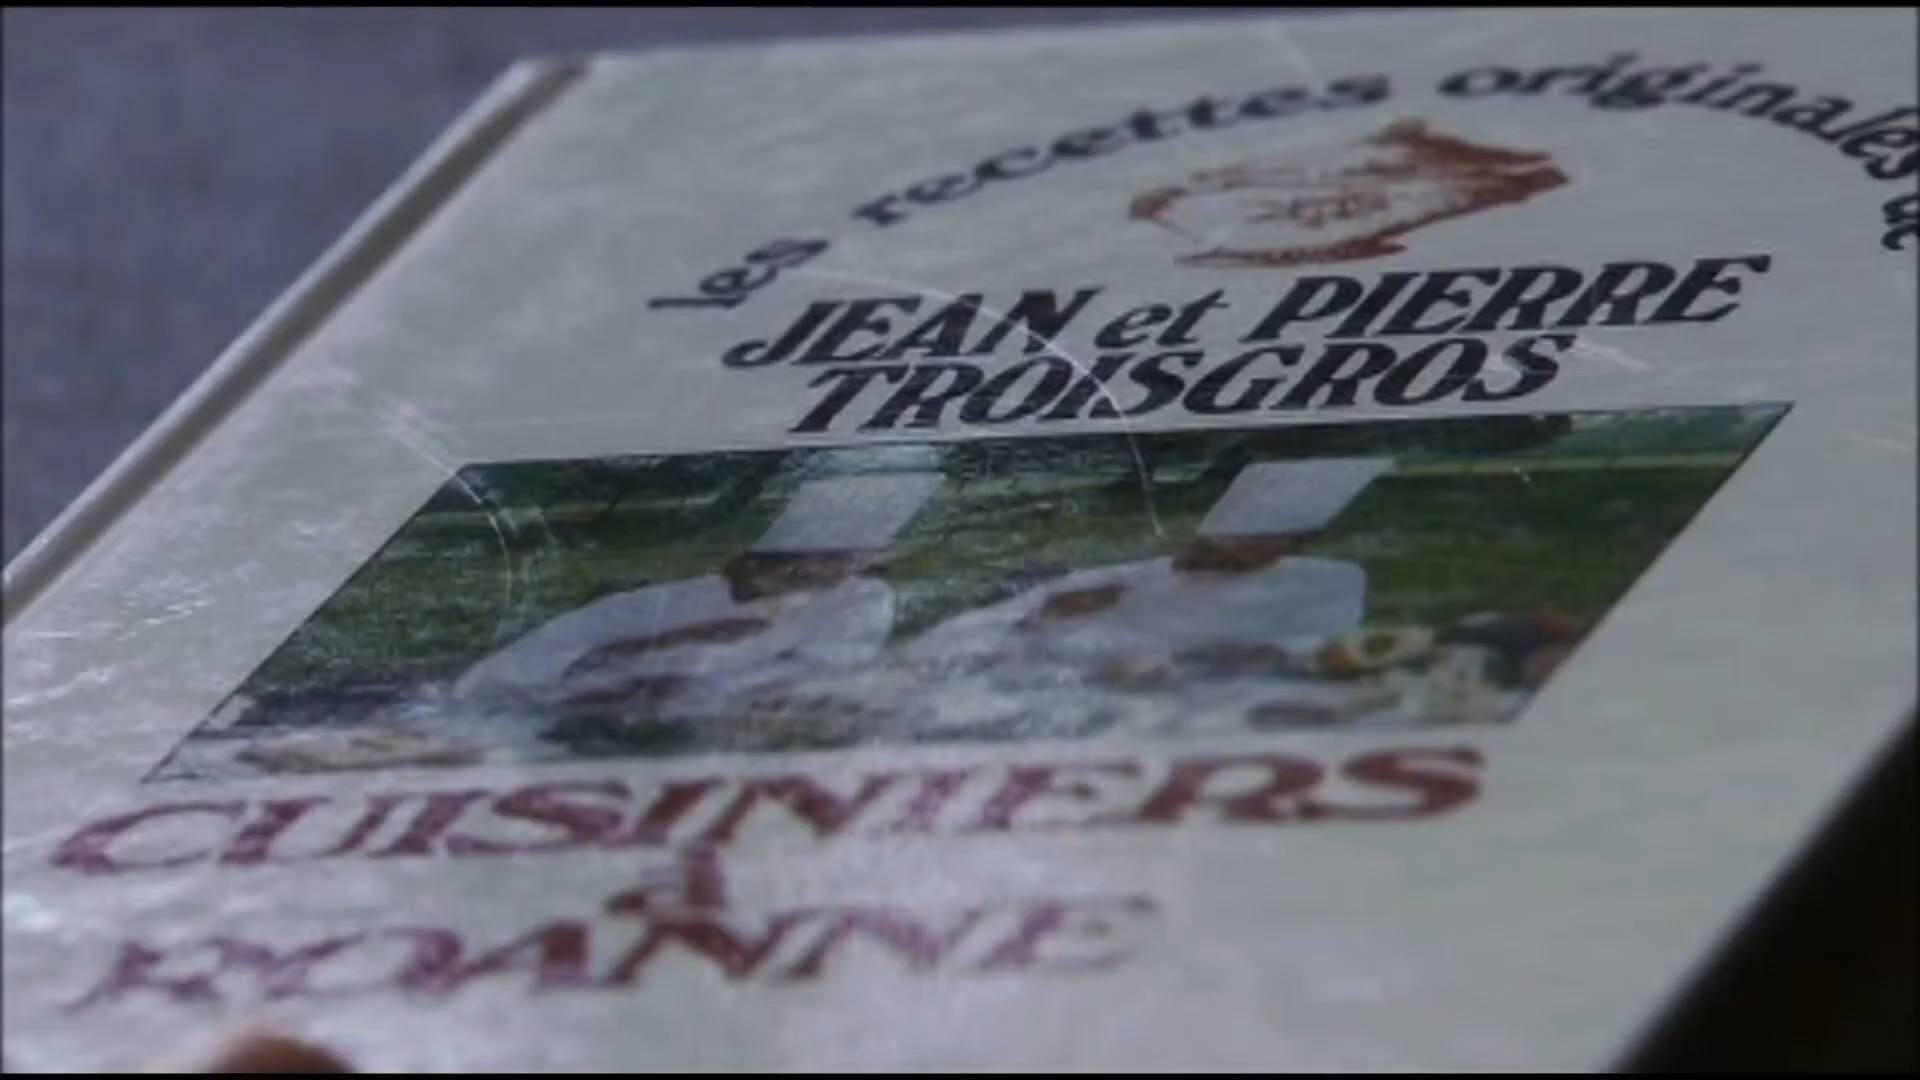 les recettes originales de
JEAN et PIERRE
TROISGROS
CUISINIERS
à
ROANNE